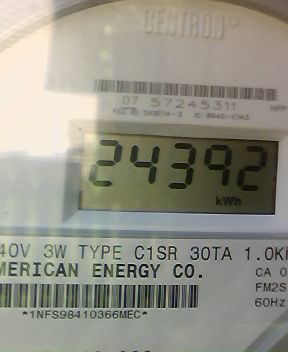 CENTRON®
07 57245311
24392
kWh
40V 3W TYPE C1SR 30TA 1.0K
MERICAN ENERGY CO.
CA 0
FM2S
60Hz
*1NFS98410366MEC*